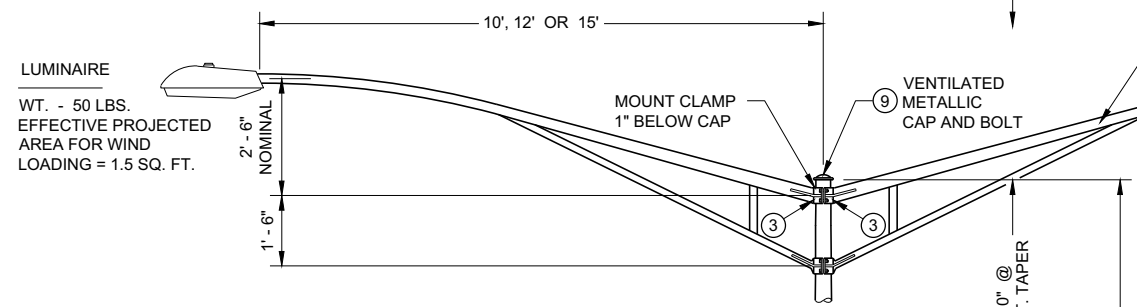 10', 12' OR 15'
LUMINAIRE
WT. - 50 LBS.
EFFECTIVE PROJECTED
AREA FOR WIND
LOADING = 1.5 SQ. FT.
2' - 6"
NOMINAL
1' - 6"
MOUNT CLAMP
1" BELOW CAP
9
VENTILATED
METALLIC
CAP AND BOLT
3
3
0" @
. TAPER